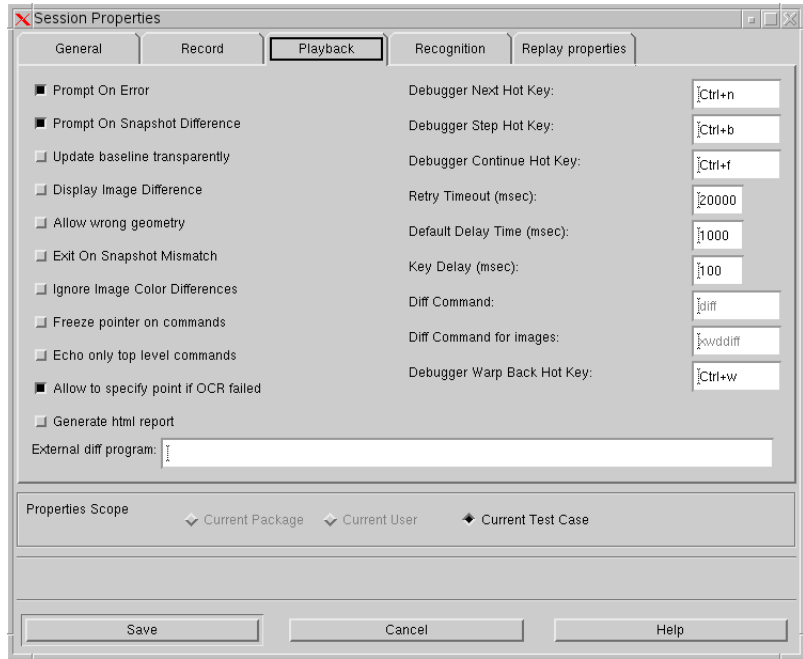 Session Properties
General Record Playback Recognition Replay properties
Prompt On Error
Prompt On Snapshot Difference
Update baseline transparently
Display Image Difference
Allow wrong geometry
Exit On Snapshot Mismatch
Ignore Image Color Differences
Freeze pointer on commands
Echo only top level commands
Allow to specify point if OCR failed
Generate html report
Debugger Next Hot Key: Ctrl+n
Debugger Step Hot Key: Ctrl+b
Debugger Continue Hot Key: Ctrl+f
Retry Timeout (msec): 20000
Default Delay Time (msec): 1000
Key Delay (msec): 100
Diff Command: diff
Diff Command for images: xwddiff
Debugger Warp Back Hot Key: Ctrl+w
External diff program:
Properties Scope Current Package Current User Current Test Case
Save Cancel Help